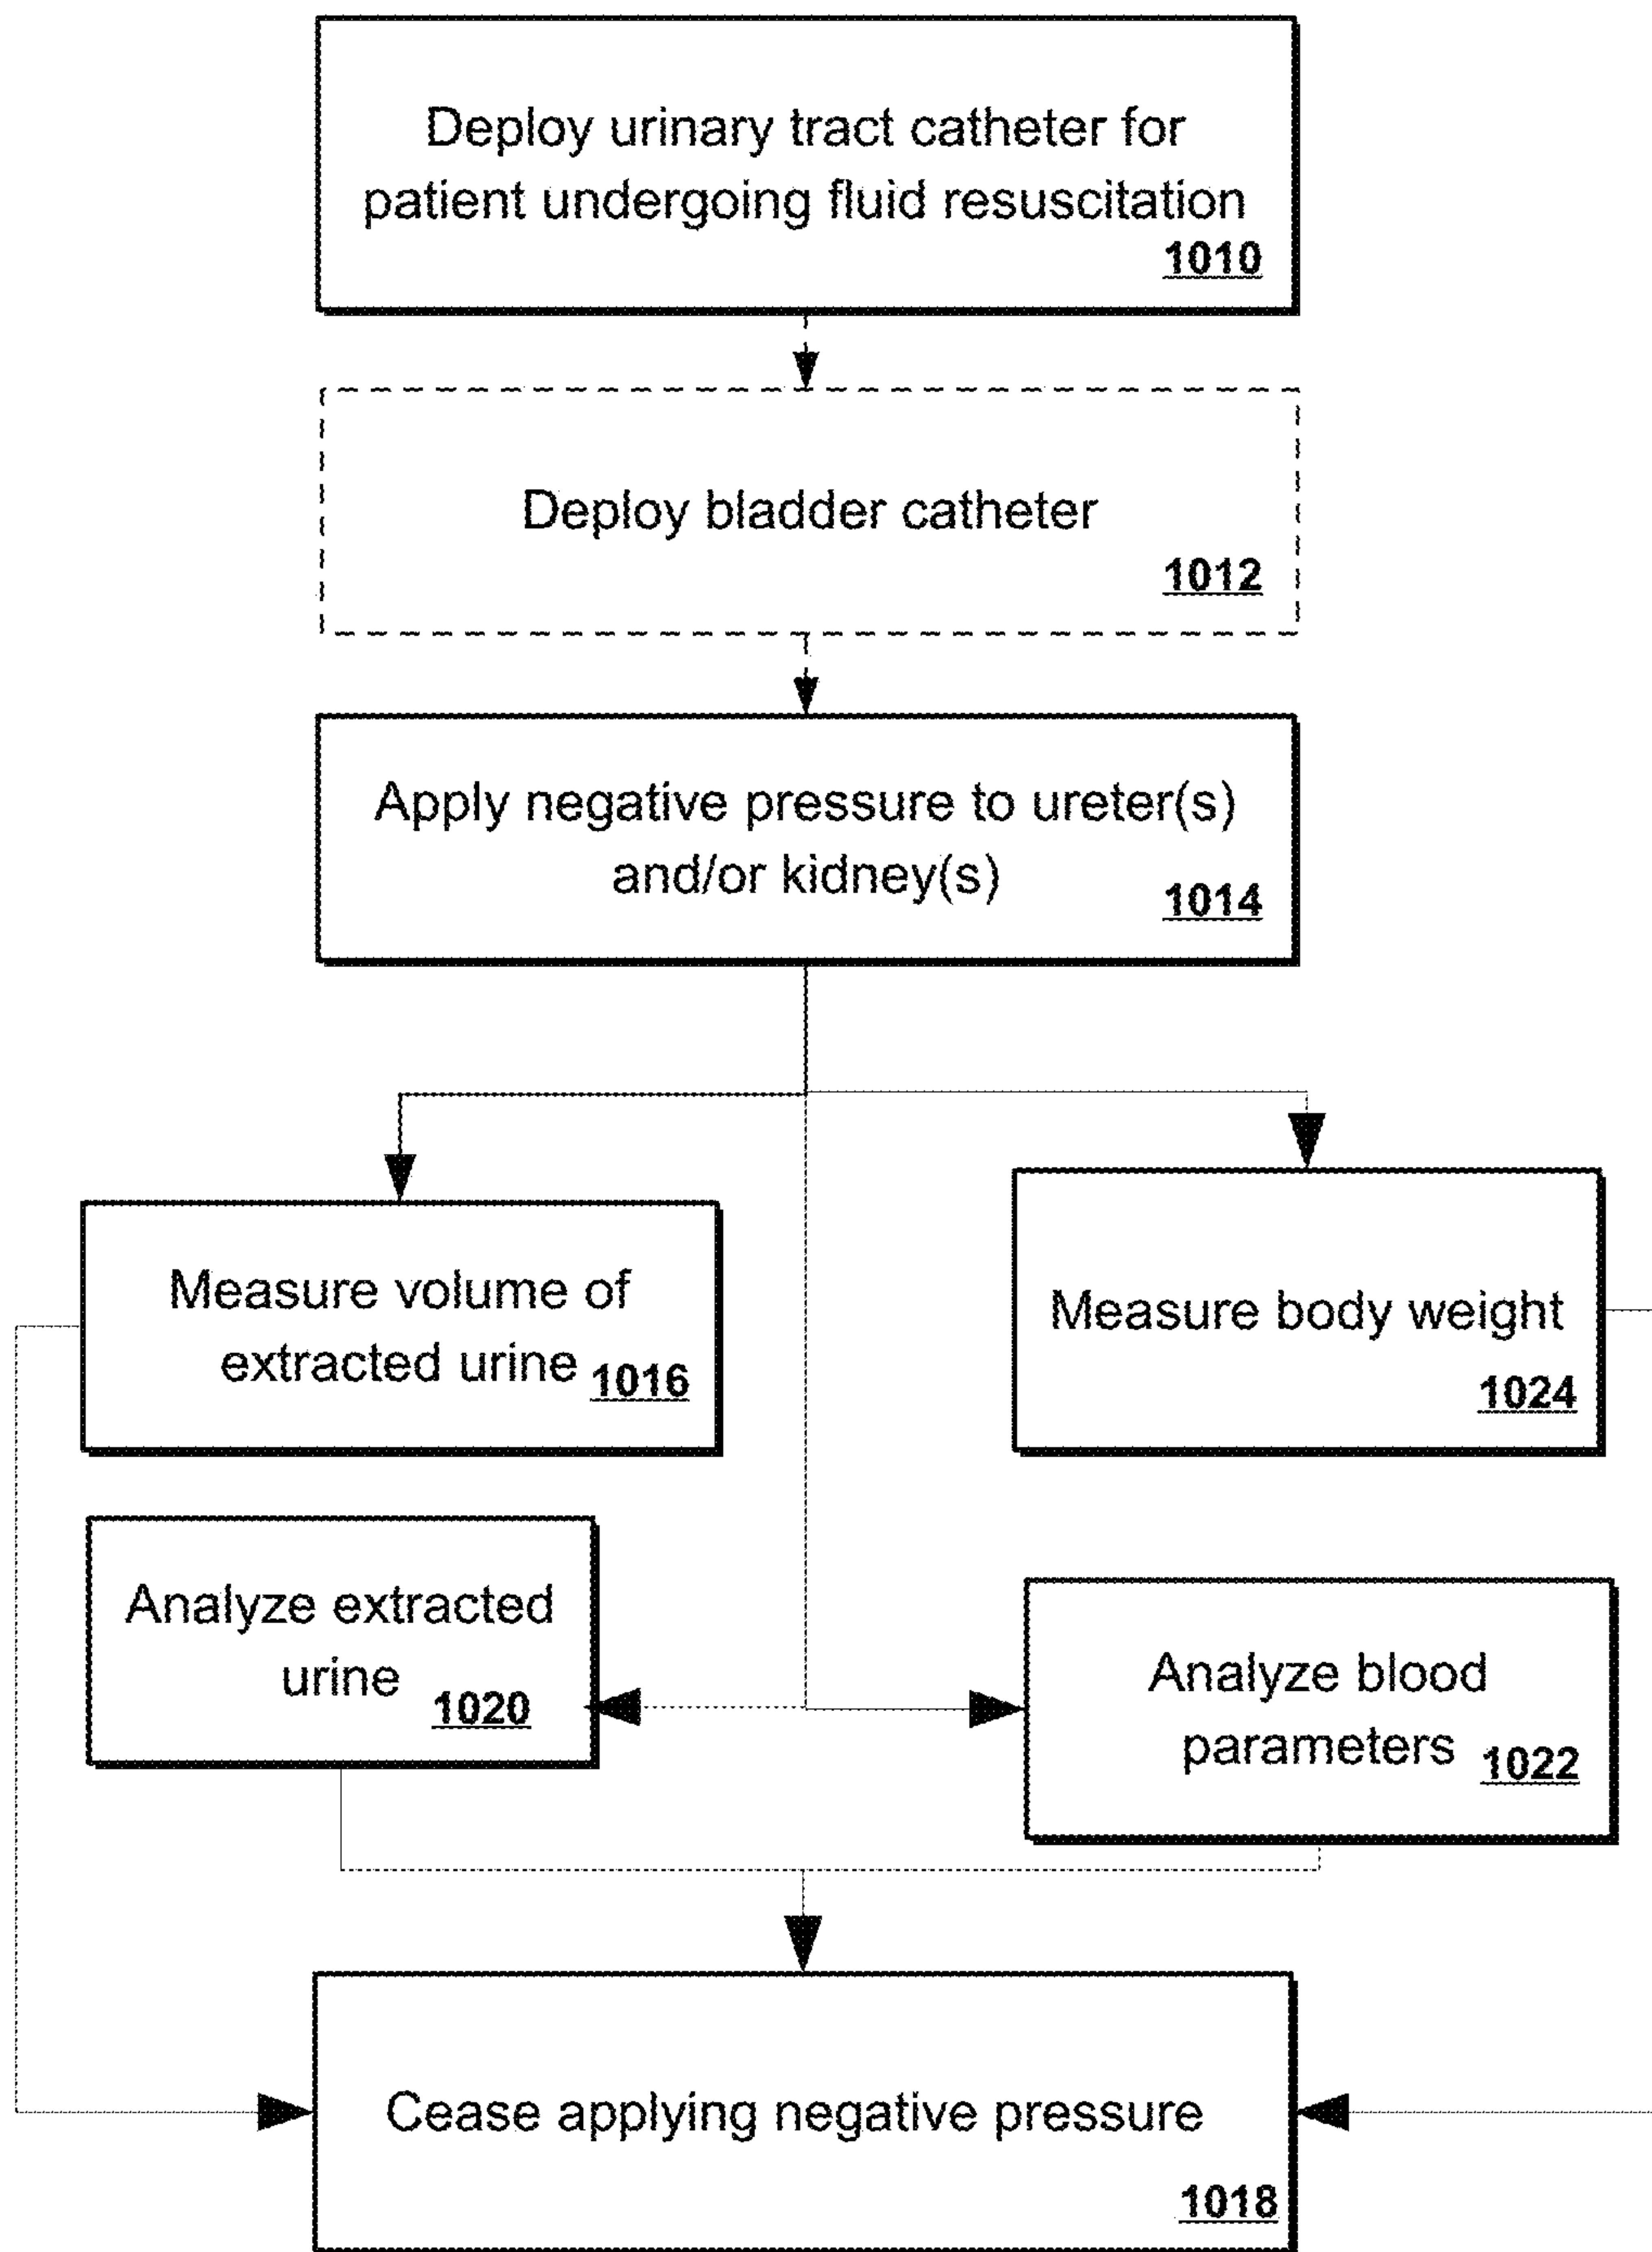 Deploy urinary tract catheter for
patient undergoing fluid resuscitation
1010
Deploy bladder catheter
1012
Apply negative pressure to ureter(s)
and/or kidney(s)
1014
Measure volume of
extracted urine 1016
Measure body weight
1024
Analyze extracted
urine 1020
Analyze blood
parameters 1022
Cease applying negative pressure
1018